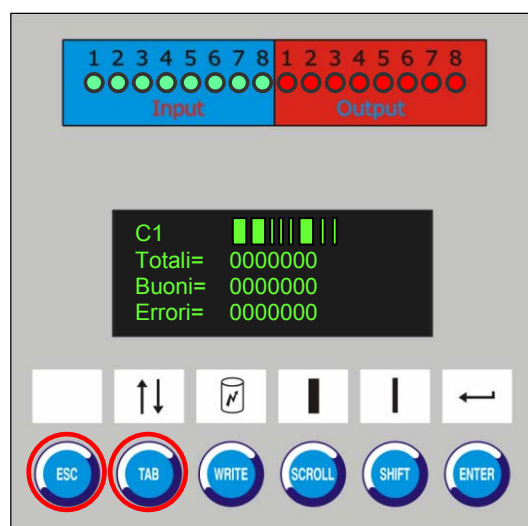 1 2 3 4 5 6 7 8 1 2 3 4 5 6 7 8
Input Output
C1
Totali= 0000000
Buoni= 0000000
Errori= 0000000
ESC TAB WRITE SCROLL SHIFT ENTER